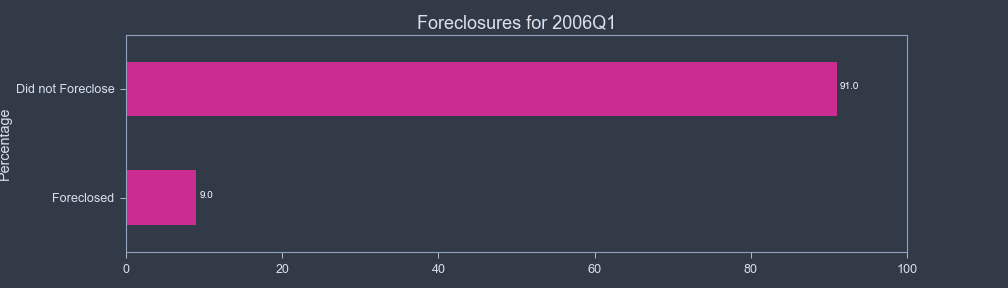 Foreclosures for 2006Q1
Did not Foreclose
91.0
Percentage
Foreclosed
9.0
0 20 40 60 80 100